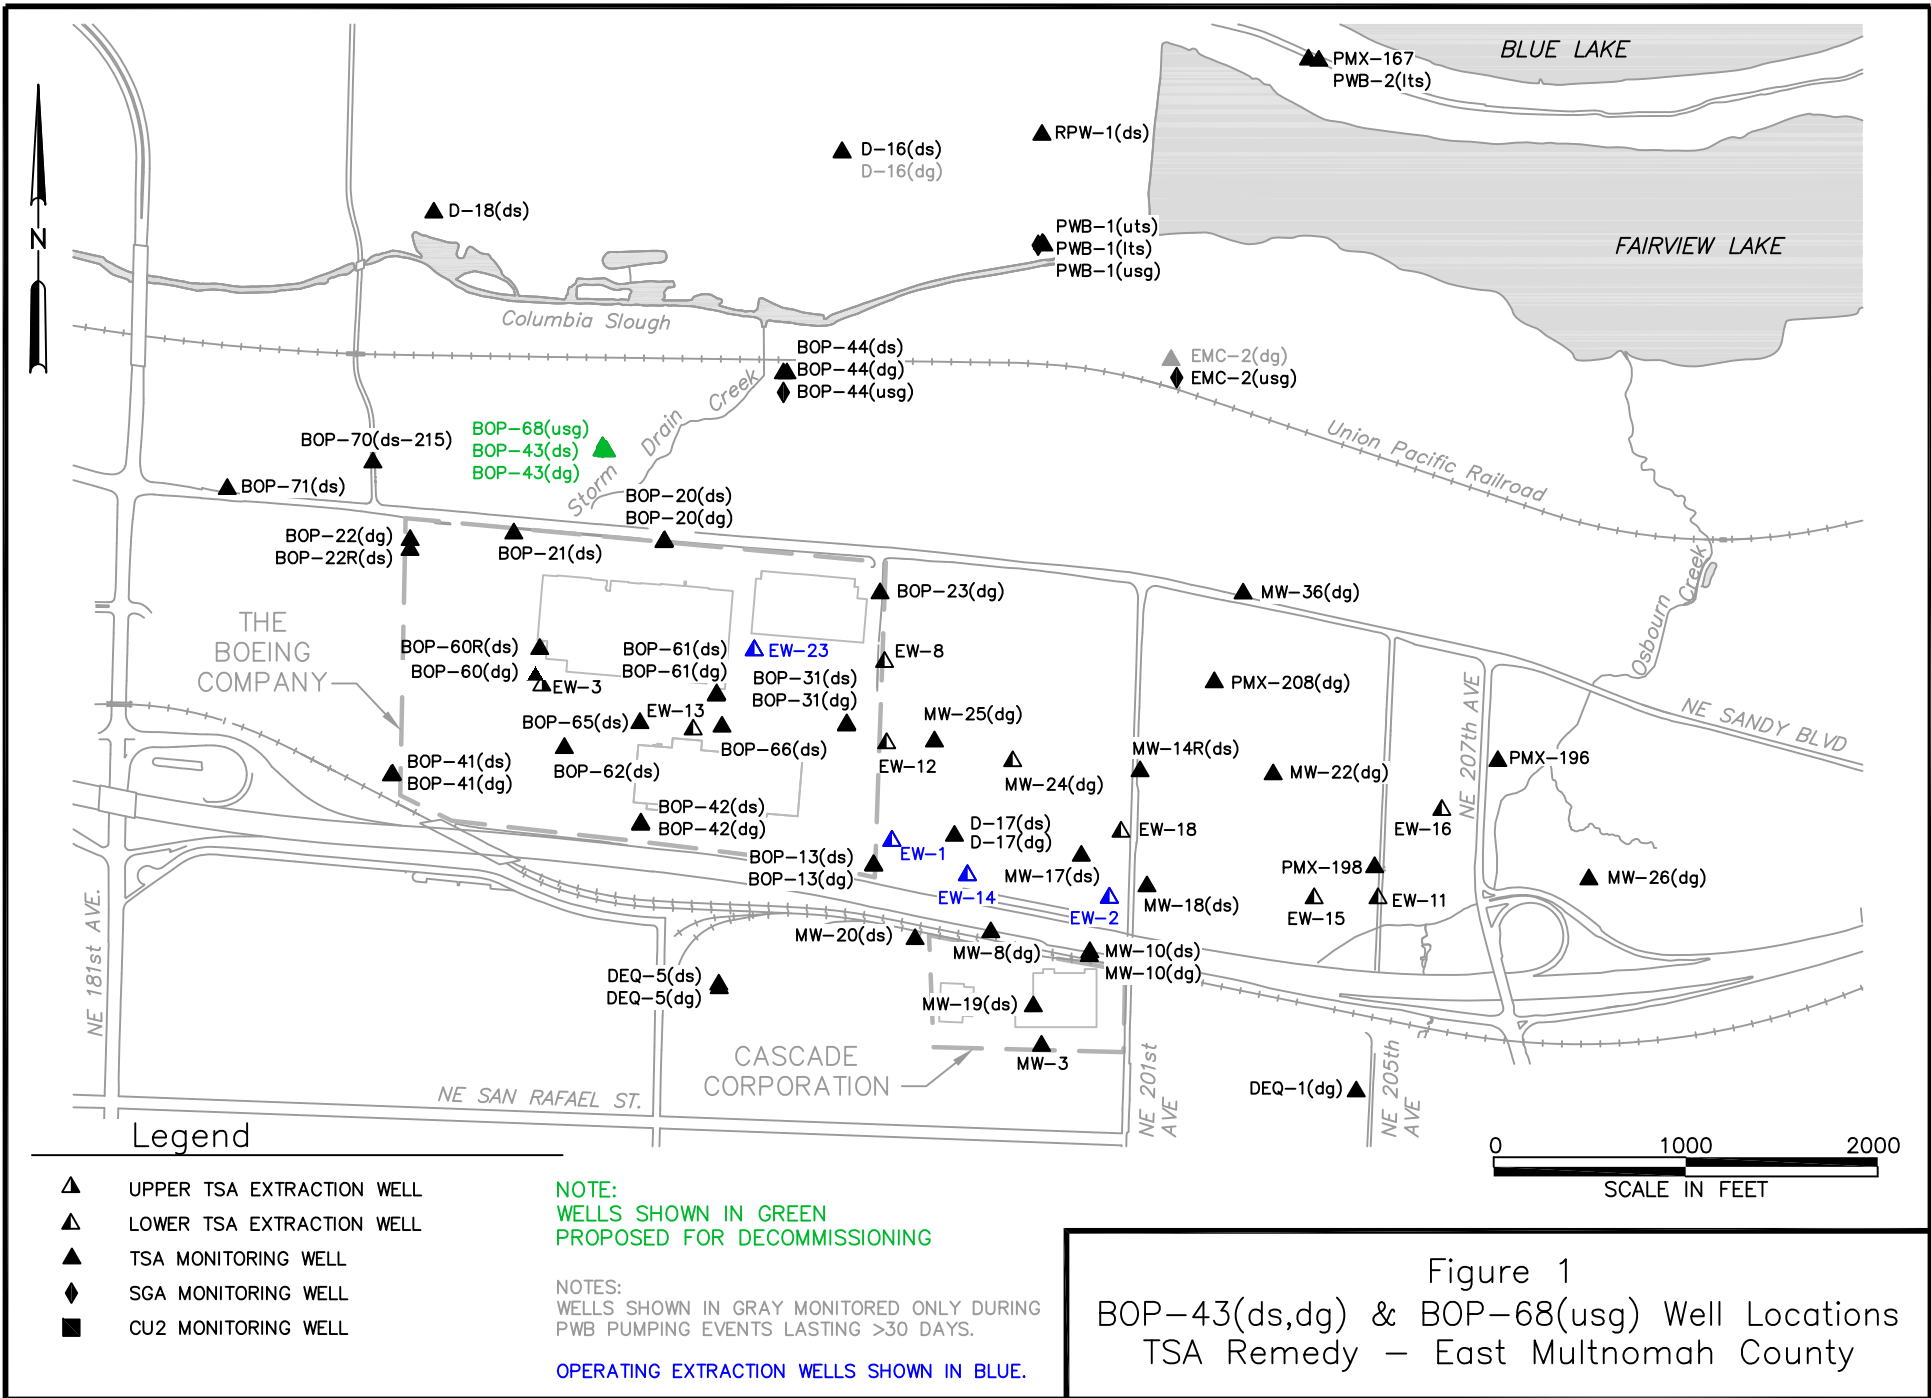 BLUE LAKE
PMX-167
PWB-2(lts)
RPW-1(ds)
D-16(ds)
D-16(dg)
D-18(ds)
N
PWB-1(uts)
PWB-1(lts)
PWB-1(usg)
FAIRVIEW LAKE
Columbia Slough
BOP-44(ds)
BOP-44(dg)
BOP-44(usg)
EMC-2(dg)
EMC-2(usg)
Storm Drain Creek
Union Pacific Railroad
BOP-68(usg)
BOP-43(ds)
BOP-43(dg)
BOP-70(ds-215)
BOP-71(ds)
BOP-20(ds)
BOP-20(dg)
BOP-22(dg)
BOP-22R(ds)
BOP-21(ds)
BOP-23(dg)
MW-36(dg)
Osbourn Creek
THE
BOEING
COMPANY
BOP-60R(ds)
BOP-60(dg)
EW-3
BOP-61(ds)
BOP-61(dg)
EW-23
EW-8
BOP-31(ds)
BOP-31(dg)
PMX-208(dg)
NE 207th AVE
NE SANDY BLVD
BOP-65(ds)
EW-13
BOP-66(ds)
BOP-62(ds)
MW-25(dg)
EW-12
MW-24(dg)
MW-14R(ds)
MW-22(dg)
PMX-196
BOP-41(ds)
BOP-41(dg)
BOP-42(ds)
BOP-42(dg)
D-17(ds)
D-17(dg)
EW-18
EW-16
BOP-13(ds)
BOP-13(dg)
EW-1
EW-14
MW-17(ds)
EW-2
MW-18(ds)
PMX-198
EW-15
EW-11
MW-26(dg)
NE 181st AVE.
MW-20(ds)
MW-8(dg)
MW-10(ds)
MW-10(dg)
DEQ-5(ds)
DEQ-5(dg)
MW-19(ds)
MW-3
CASCADE
CORPORATION
NE SAN RAFAEL ST.
NE 201st
AVE
DEQ-1(dg)
NE 205th
AVE
0 1000 2000
SCALE IN FEET
Legend
UPPER TSA EXTRACTION WELL
LOWER TSA EXTRACTION WELL
TSA MONITORING WELL
SGA MONITORING WELL
CU2 MONITORING WELL
NOTE:
WELLS SHOWN IN GREEN
PROPOSED FOR DECOMMISSIONING
NOTES:
WELLS SHOWN IN GRAY MONITORED ONLY DURING
PWB PUMPING EVENTS LASTING >30 DAYS.
OPERATING EXTRACTION WELLS SHOWN IN BLUE.
Figure 1
BOP-43(ds,dg) & BOP-68(usg) Well Locations
TSA Remedy - East Multnomah County